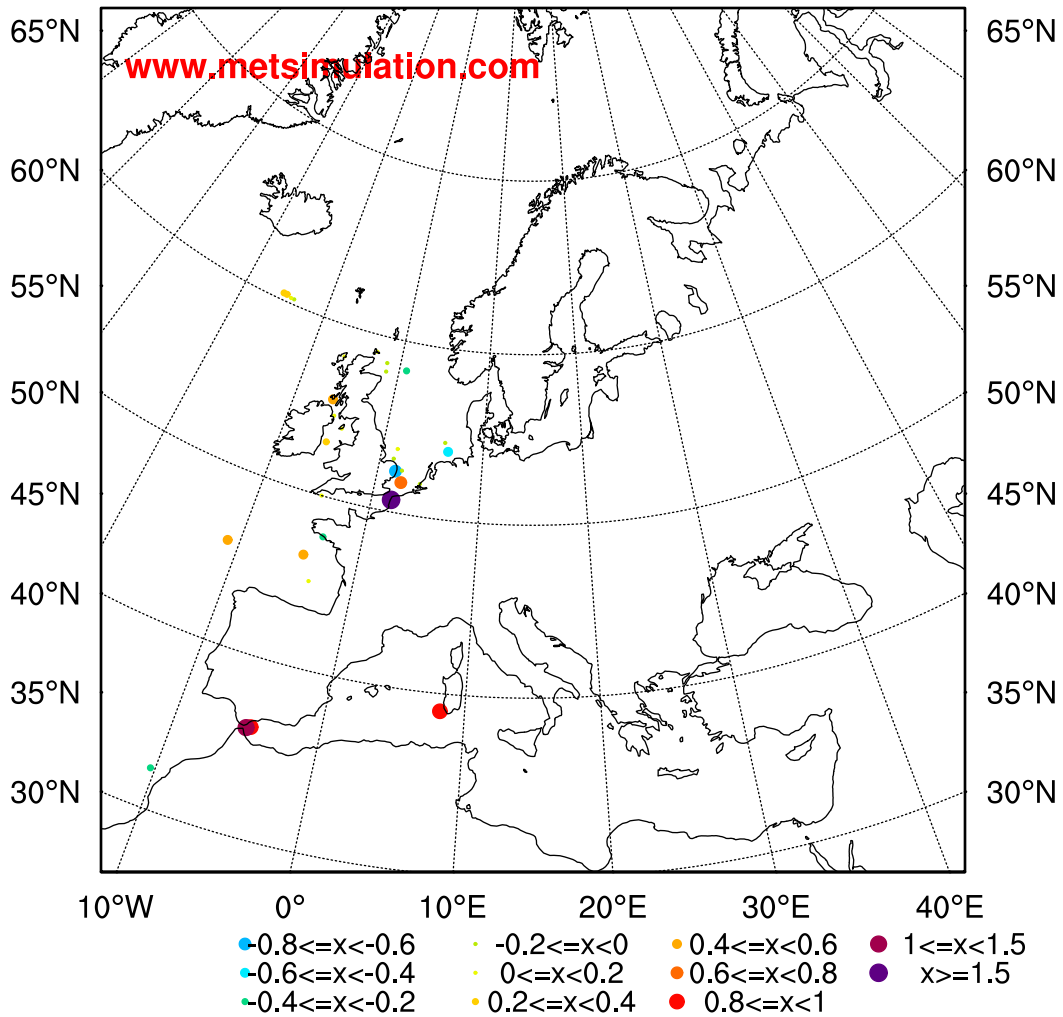 65°N 65°N
www.metsimulation.com
60°N 60°N
55°N 55°N
50°N 50°N
45°N 45°N
40°N 40°N
35°N 35°N
30°N 30°N
10°W 0° 10°E 20°E 30°E 40°E
-0.8<=x<-0.6 -0.2<=x<0 0.4<=x<0.6 1<=x<1.5
-0.6<=x<-0.4 0<=x<0.2 0.6<=x<0.8 x>=1.5
-0.4<=x<-0.2 0.2<=x<0.4 0.8<=x<1